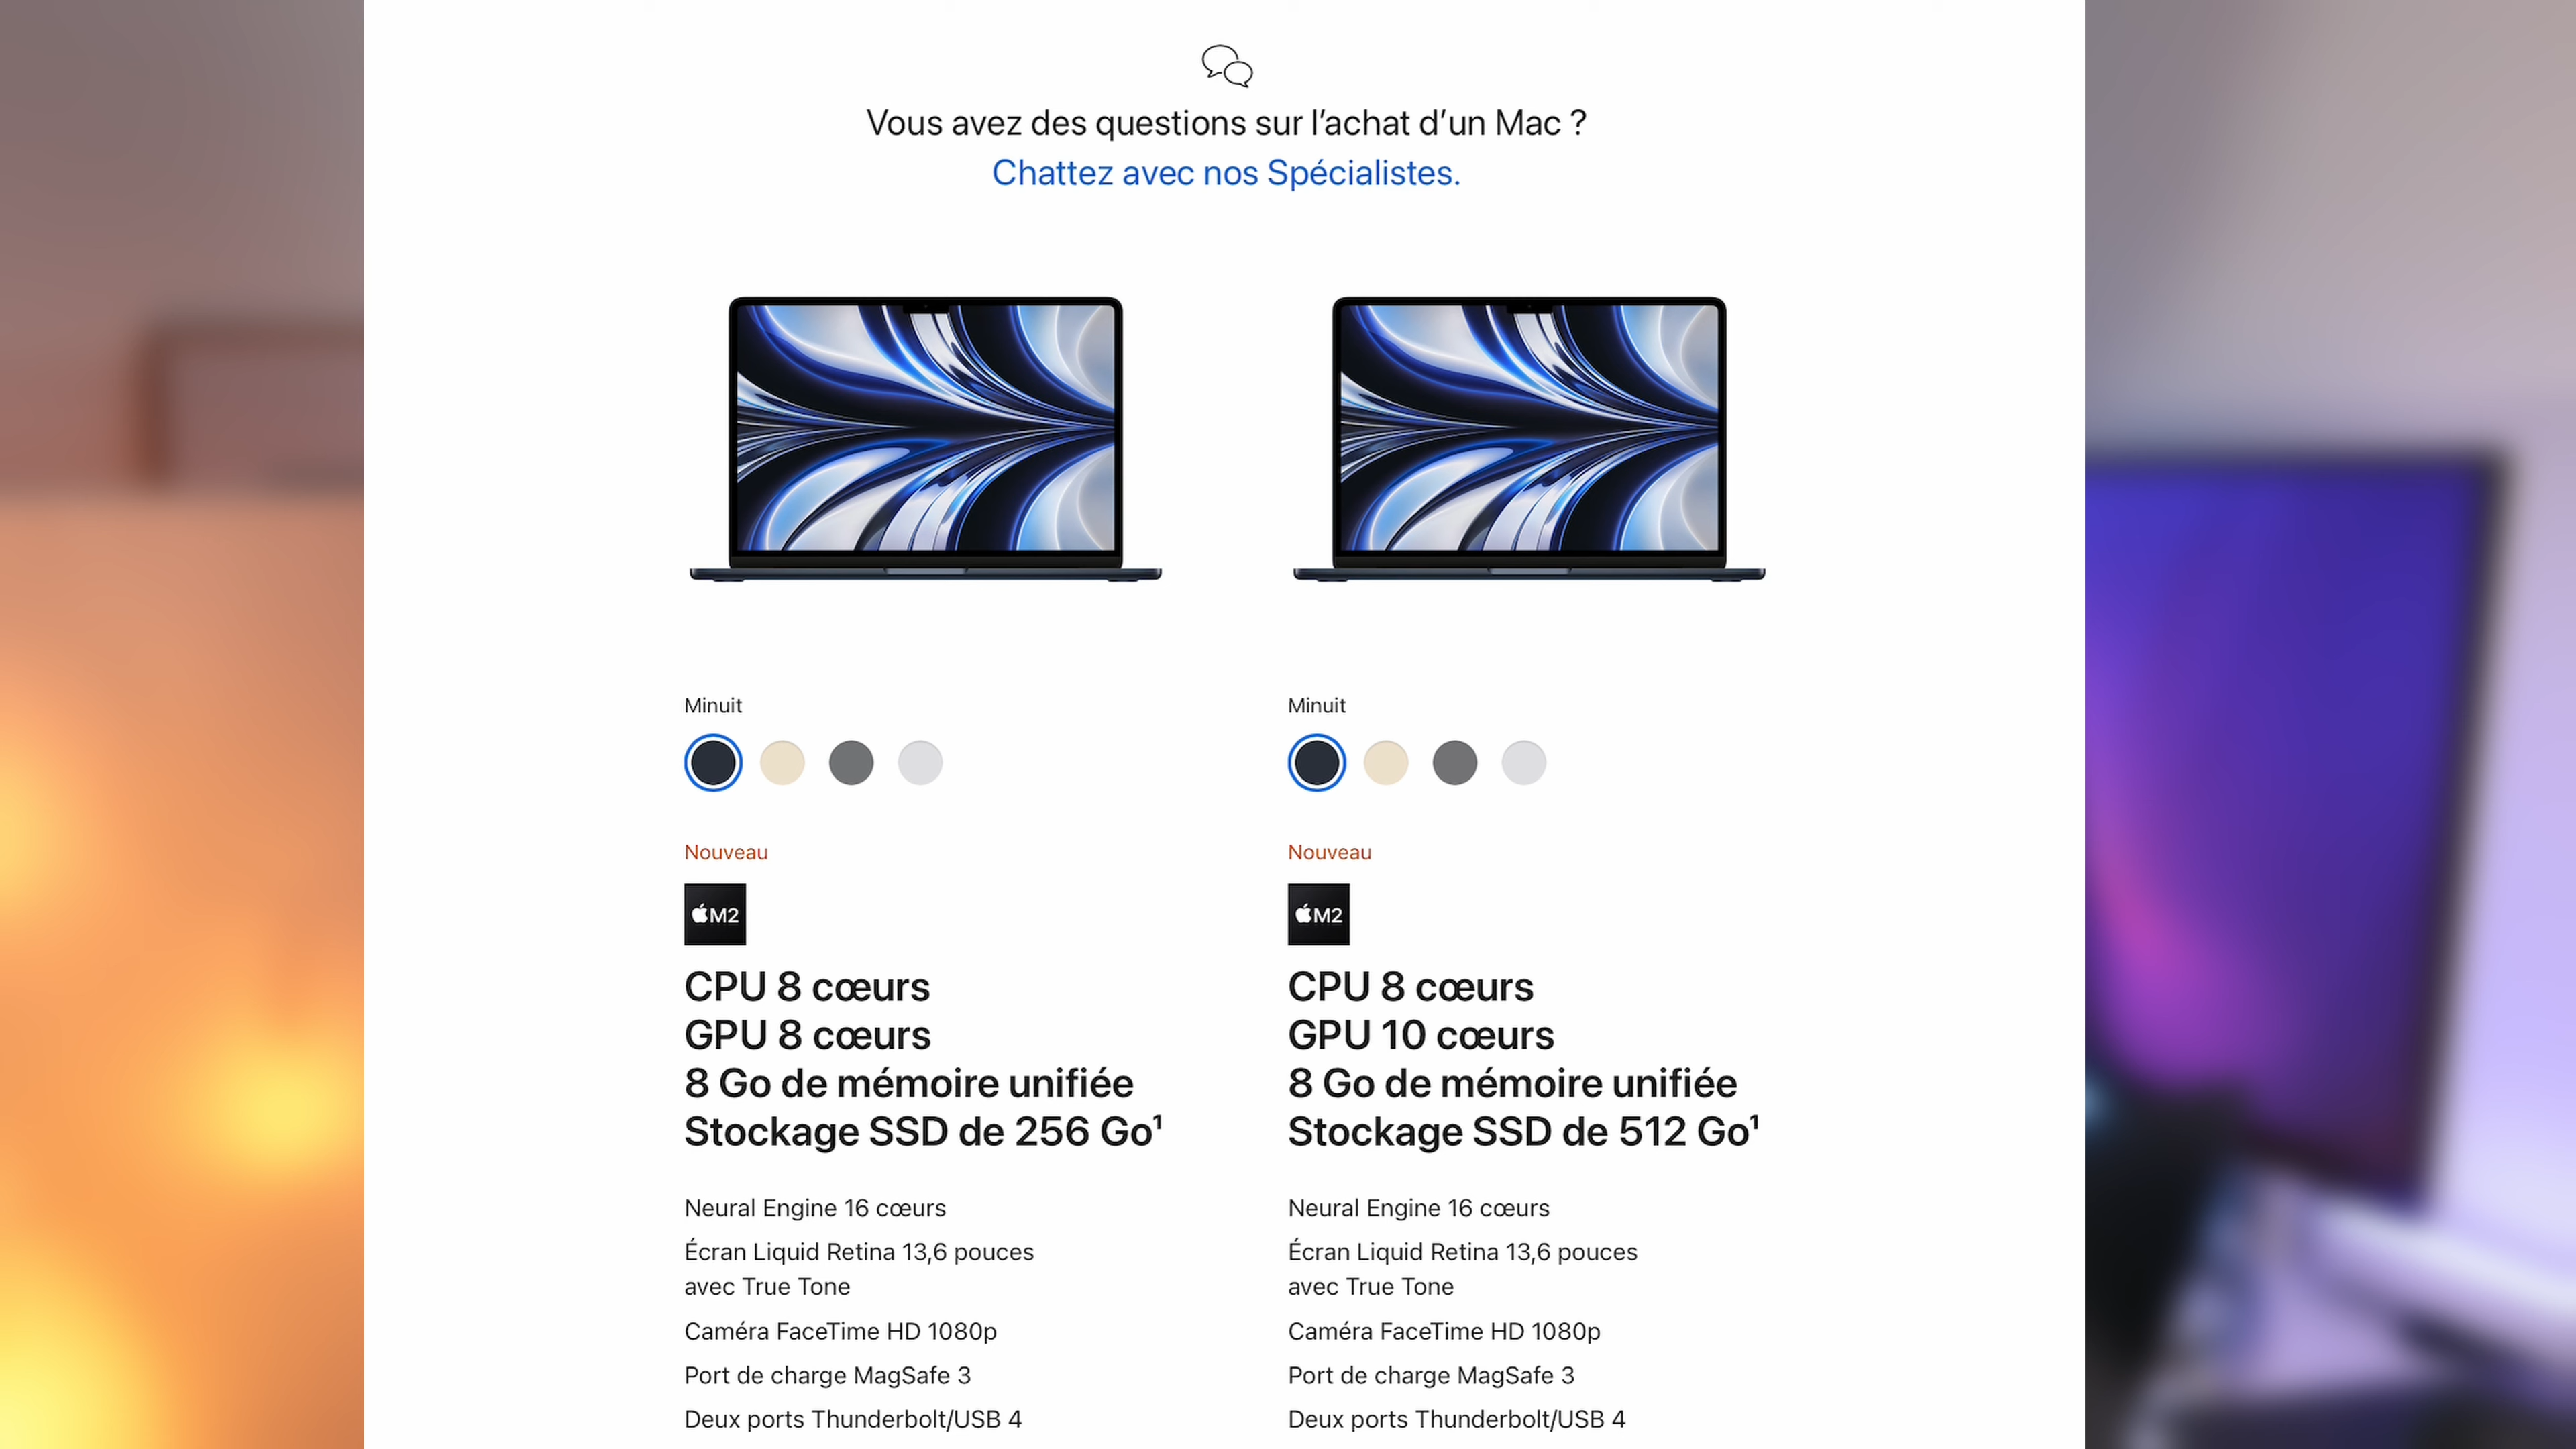 Vous avez des questions sur l’achat d’un Mac ?
Chattez avec nos Spécialistes.
Minuit
Nouveau
M2
CPU 8 cœurs
GPU 8 cœurs
8 Go de mémoire unifiée
Stockage SSD de 256 Go¹
Neural Engine 16 cœurs
Écran Liquid Retina 13,6 pouces
avec True Tone
Caméra FaceTime HD 1080p
Port de charge MagSafe 3
Deux ports Thunderbolt/USB 4
Minuit
Nouveau
M2
CPU 8 cœurs
GPU 10 cœurs
8 Go de mémoire unifiée
Stockage SSD de 512 Go¹
Neural Engine 16 cœurs
Écran Liquid Retina 13,6 pouces
avec True Tone
Caméra FaceTime HD 1080p
Port de charge MagSafe 3
Deux ports Thunderbolt/USB 4